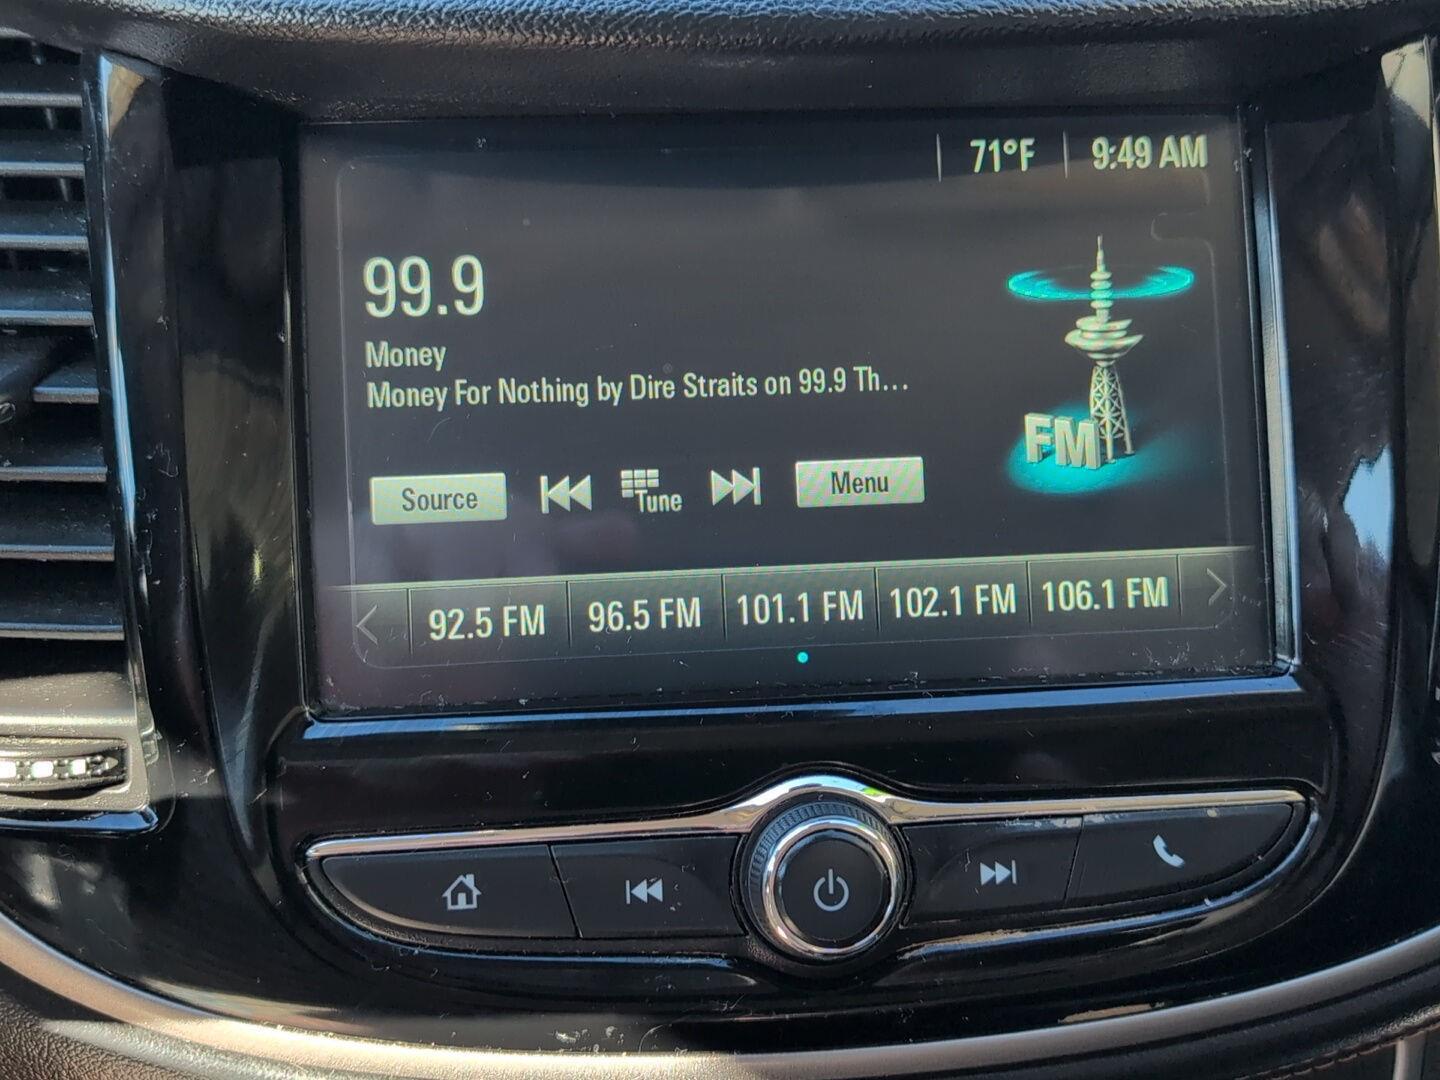 71°F 9:49 AM
99.9
Money
Money For Nothing by Dire Straits on 99.9 Th...
FM
Source Tune Menu
92.5 FM 96.5 FM 101.1 FM 102.1 FM 106.1 FM